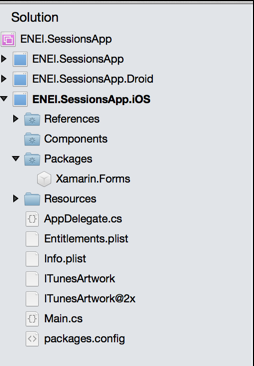 Solution
ENEI.SessionsApp
ENEI.SessionsApp
ENEI.SessionsApp.Droid
ENEI.SessionsApp.iOS
References
Components
Packages
Xamarin.Forms
Resources
AppDelegate.cs
Entitlements.plist
Info.plist
ITunesArtwork
ITunesArtwork@2x
Main.cs
packages.config